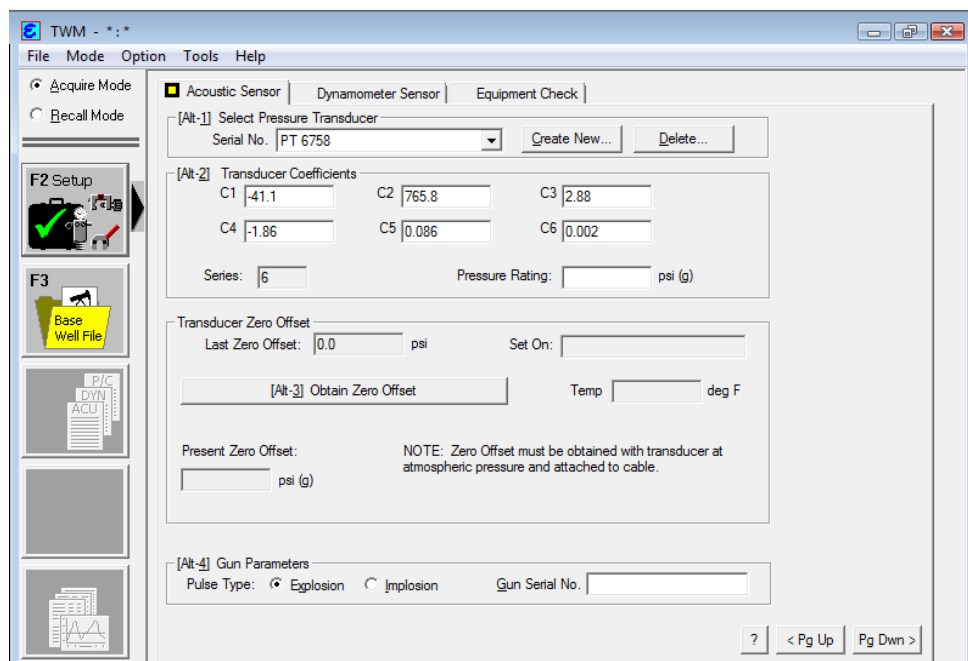 TWM - *:*
File Mode Option Tools Help
Acquire Mode
Recall Mode
F2 Setup
F3
Base
Well File
P/C
DYN
ACU
Acoustic Sensor Dynamometer Sensor Equipment Check
[Alt-1] Select Pressure Transducer
Serial No. PT 6758 Create New... Delete...
[Alt-2] Transducer Coefficients
C1 -41.1 C2 765.8 C3 2.88
C4 -1.86 C5 0.086 C6 0.002
Series: 6 Pressure Rating: psi (g)
Transducer Zero Offset
Last Zero Offset: 0.0 psi Set On:
[Alt-3] Obtain Zero Offset Temp deg F
Present Zero Offset: NOTE: Zero Offset must be obtained with transducer at
atmospheric pressure and attached to cable.
psi (g)
[Alt-4] Gun Parameters
Pulse Type: Explosion Implosion Gun Serial No.
? < Pg Up Pg Dwn >